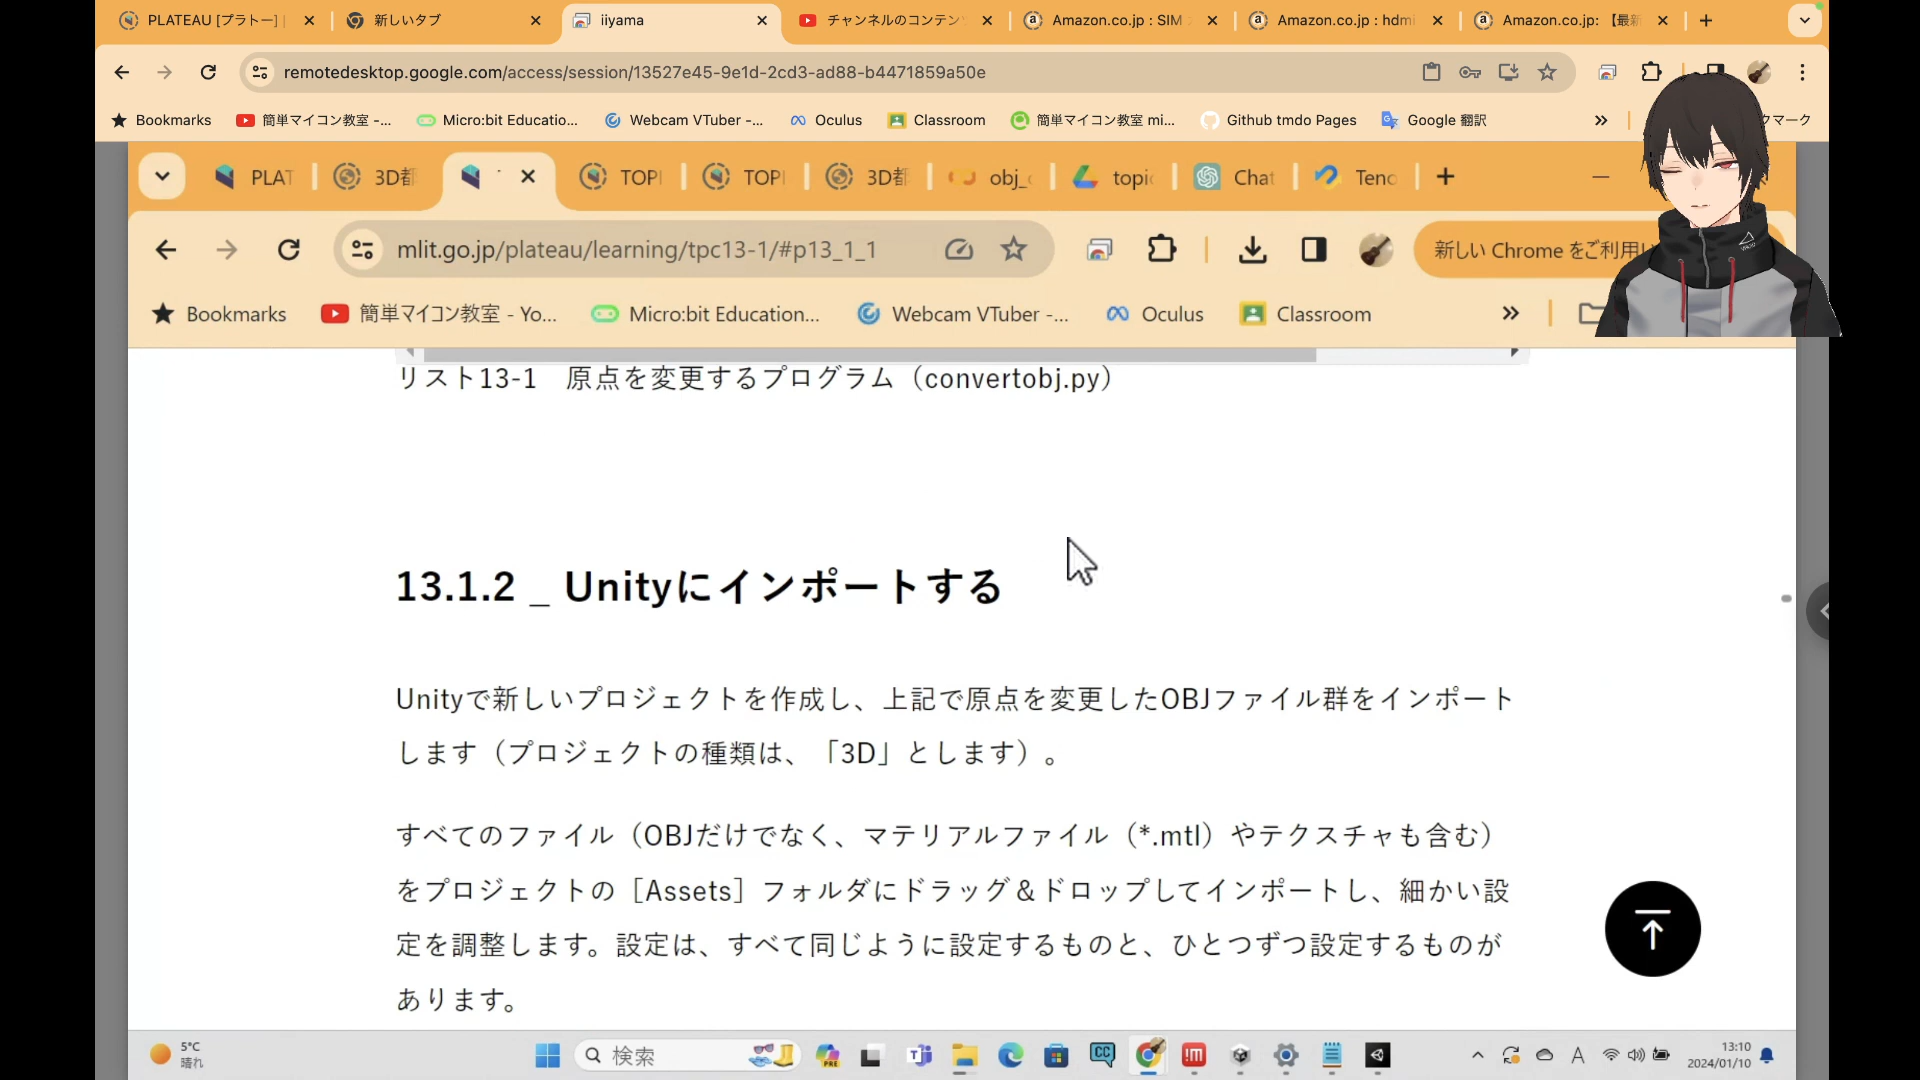 PLATEAU [プラトー] |
新しいタブ
iiyama
チャンネルのコンテン
Amazon.co.jp : SIM
Amazon.co.jp : hdmi
Amazon.co.jp: 【最新
remotedesktop.google.com/access/session/13527e45-9e1d-2cd3-ad88-b4471859a50e
Bookmarks
簡単マイコン教室 -...
Micro:bit Educatio...
Webcam VTuber -...
Oculus
Classroom
簡単マイコン教室 mi...
Github tmdo Pages
Google 翻訳
»
クマーク
PLAT
3D都
TOPI
TOPI
3D都
obj_c
topic
Chat
Tenc
mlit.go.jp/plateau/learning/tpc13-1/#p13_1_1
新しい Chrome をご利用い
Bookmarks
簡単マイコン教室 - Yo...
Micro:bit Education...
Webcam VTuber -...
Oculus
Classroom
»
リスト13-1　原点を変更するプログラム（convertobj.py）
13.1.2 _ Unityにインポートする
Unityで新しいプロジェクトを作成し、上記で原点を変更したOBJファイル群をインポート
します（プロジェクトの種類は、「3D」とします）。
すべてのファイル（OBJだけでなく、マテリアルファイル（*.mtl）やテクスチャも含む）
をプロジェクトの［Assets］フォルダにドラッグ＆ドロップしてインポートし、細かい設
定を調整します。設定は、すべて同じように設定するものと、ひとつずつ設定するものが
あります。
5°C
晴れ
検索
PRE
CC
A
13:10
2024/01/10